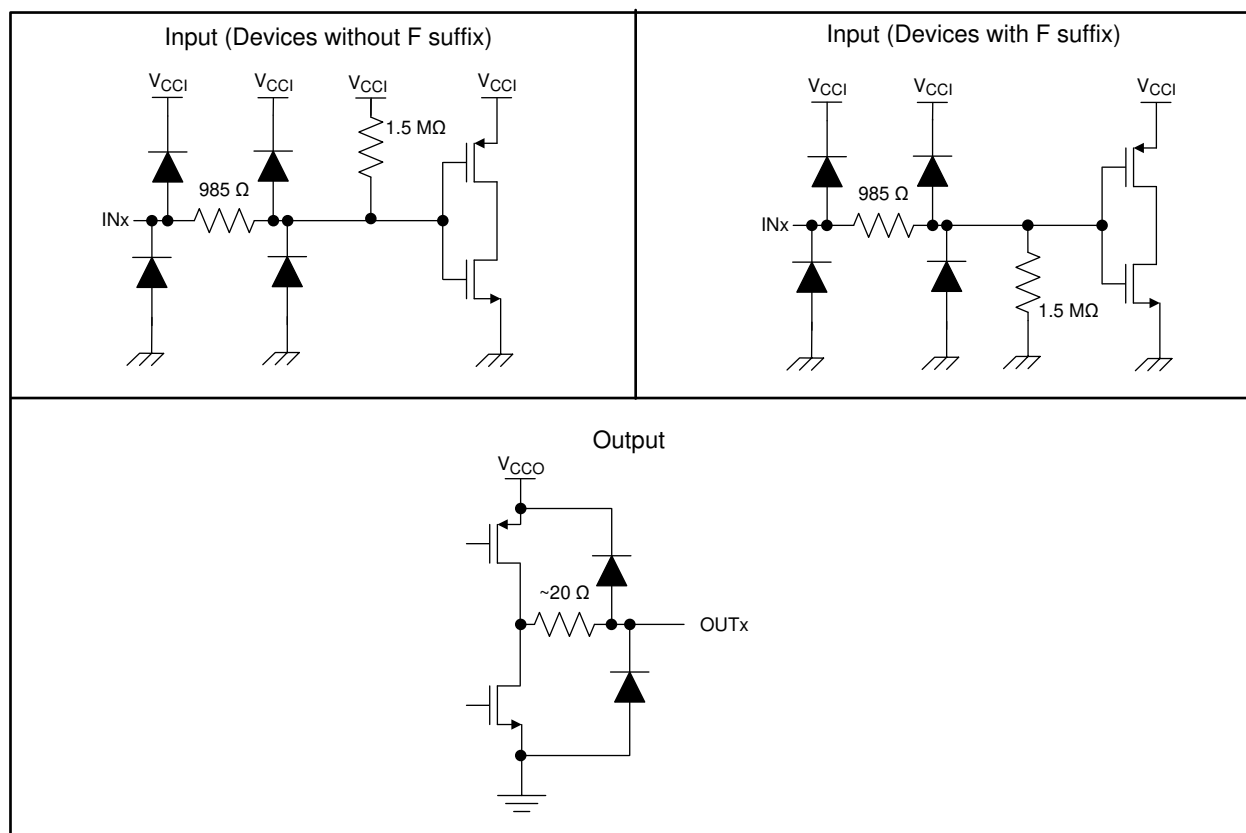 Input (Devices without F suffix)
VCCI VCCI VCCI VCCI
1.5 MΩ
985 Ω
INx
Input (Devices with F suffix)
VCCI VCCI VCCI
985 Ω
INx
1.5 MΩ
Output
VCCO
~20 Ω
OUTx